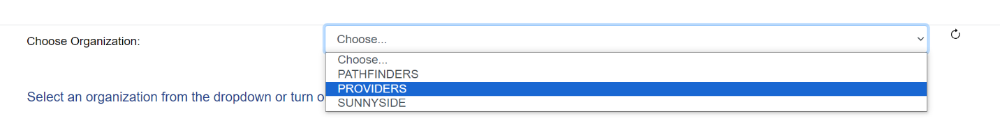 Choose Organization:
Choose...
Choose...
PATHFINDERS
PROVIDERS
SUNNYSIDE
Select an organization from the dropdown or turn o